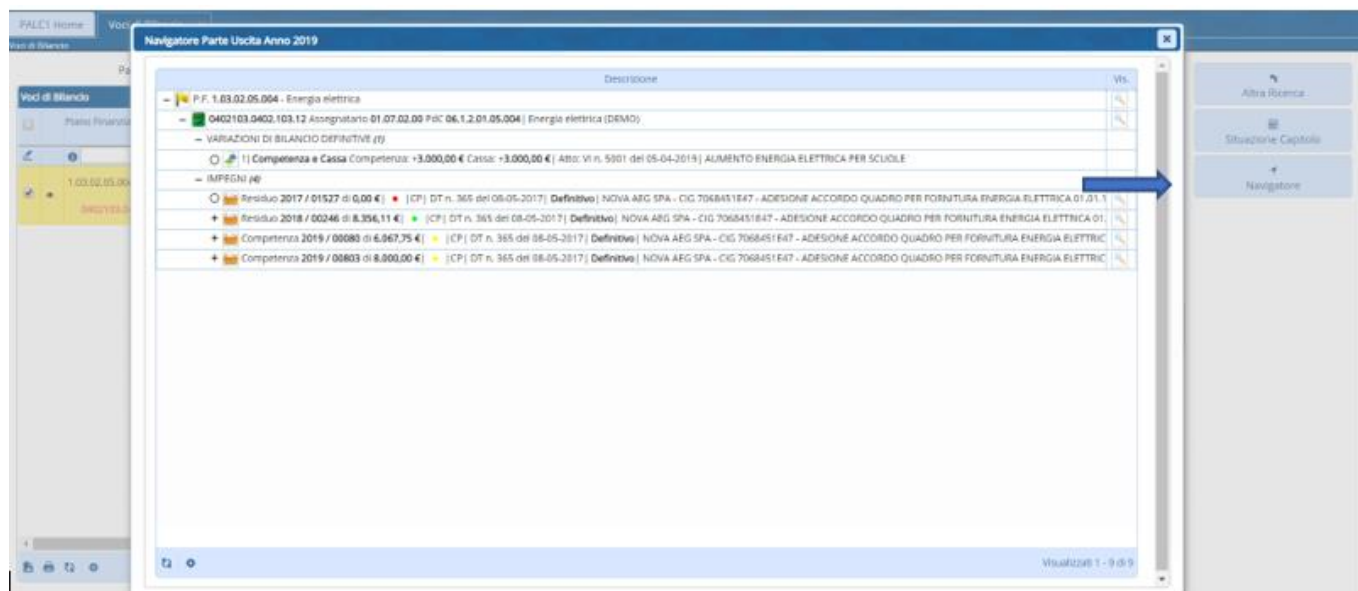 PALC1 Home Voci
Voci di Bilancio
Navigatore Parte Uscita Anno 2019
Pa
Voci di Bilancio
Piano Finanzia
1.03.02.05.00
Descrizione Vis.
P.F. 1.03.02.05.004 - Energia elettrica
0402103.0402.103.12 Assegnatario 01.07.02.00 PdC 06.1.2.01.05.004 | Energia elettrica (DEMO)
VARIAZIONI DI BILANCIO DEFINITIVE (1)
1| Competenza e Cassa Competenza: +3.000,00 € Cassa: +3.000,00 € | Atto: VI n. 5001 del 05-04-2019 | AUMENTO ENERGIA ELETTRICA PER SCUOLE
IMPEGNI (4)
Residuo 2017 / 01527 di 0,00 € | |CP| DT n. 365 del 08-05-2017 | Definitivo | NOVA AEG SPA - CIG 7068451E47 - ADESIONE ACCORDO QUADRO PER FORNITURA ENERGIA ELETTRICA 01.01.1
Residuo 2018 / 00246 di 8.356,11 € | |CP| DT n. 365 del 08-05-2017 | Definitivo | NOVA AEG SPA - CIG 7068451E47 - ADESIONE ACCORDO QUADRO PER FORNITURA ENERGIA ELETTRICA 01.
Competenza 2019 / 00080 di 6.067,75 € | |CP| DT n. 365 del 08-05-2017 | Definitivo | NOVA AEG SPA - CIG 7068451E47 - ADESIONE ACCORDO QUADRO PER FORNITURA ENERGIA ELETTRIC
Competenza 2019 / 00803 di 8.000,00 € | |CP| DT n. 365 del 08-05-2017 | Definitivo | NOVA AEG SPA - CIG 7068451E47 - ADESIONE ACCORDO QUADRO PER FORNITURA ENERGIA ELETTRIC
Visualizzati 1 - 9 di 9
Altra Ricerca
Situazione Capitolo
Navigatore